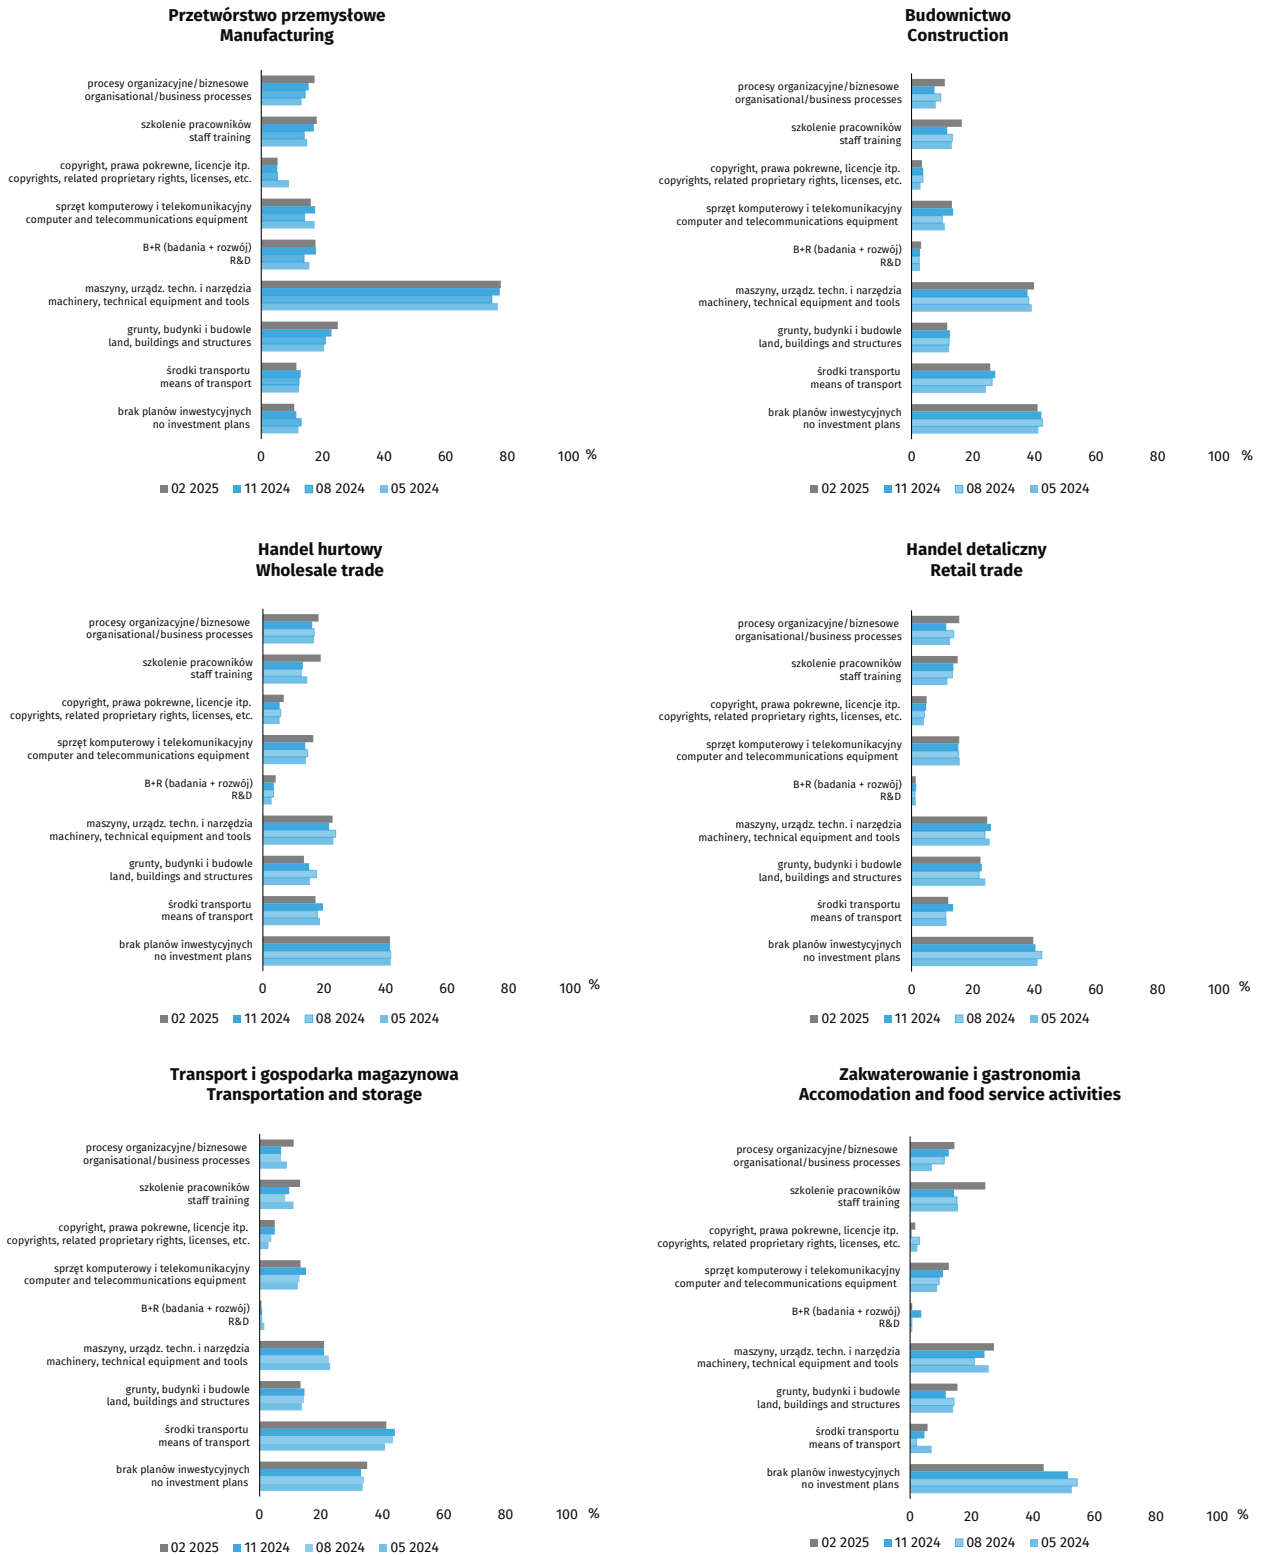 Przetwórstwo przemysłowe
Manufacturing
procesy organizacyjne/biznesowe
organisational/business processes
szkolenie pracowników
staff training
copyright, prawa pokrewne, licencje itp.
copyrights, related proprietary rights, licenses, etc.
sprzęt komputerowy i telekomunikacyjny
computer and telecommunications equipment
B+R (badania + rozwój)
R&D
maszyny, urządz. techn. i narzędzia
machinery, technical equipment and tools
grunty, budynki i budowle
land, buildings and structures
środki transportu
means of transport
brak planów inwestycyjnych
no investment plans
0 20 40 60 80 100 %
02 2025 11 2024 08 2024 05 2024
Budownictwo
Construction
procesy organizacyjne/biznesowe
organisational/business processes
szkolenie pracowników
staff training
copyright, prawa pokrewne, licencje itp.
copyrights, related proprietary rights, licenses, etc.
sprzęt komputerowy i telekomunikacyjny
computer and telecommunications equipment
B+R (badania + rozwój)
R&D
maszyny, urządz. techn. i narzędzia
machinery, technical equipment and tools
grunty, budynki i budowle
land, buildings and structures
środki transportu
means of transport
brak planów inwestycyjnych
no investment plans
0 20 40 60 80 100 %
02 2025 11 2024 08 2024 05 2024
Handel hurtowy
Wholesale trade
procesy organizacyjne/biznesowe
organisational/business processes
szkolenie pracowników
staff training
copyright, prawa pokrewne, licencje itp.
copyrights, related proprietary rights, licenses, etc.
sprzęt komputerowy i telekomunikacyjny
computer and telecommunications equipment
B+R (badania + rozwój)
R&D
maszyny, urządz. techn. i narzędzia
machinery, technical equipment and tools
grunty, budynki i budowle
land, buildings and structures
środki transportu
means of transport
brak planów inwestycyjnych
no investment plans
0 20 40 60 80 100 %
02 2025 11 2024 08 2024 05 2024
Handel detaliczny
Retail trade
procesy organizacyjne/biznesowe
organisational/business processes
szkolenie pracowników
staff training
copyright, prawa pokrewne, licencje itp.
copyrights, related proprietary rights, licenses, etc.
sprzęt komputerowy i telekomunikacyjny
computer and telecommunications equipment
B+R (badania + rozwój)
R&D
maszyny, urządz. techn. i narzędzia
machinery, technical equipment and tools
grunty, budynki i budowle
land, buildings and structures
środki transportu
means of transport
brak planów inwestycyjnych
no investment plans
0 20 40 60 80 100 %
02 2025 11 2024 08 2024 05 2024
Transport i gospodarka magazynowa
Transportation and storage
procesy organizacyjne/biznesowe
organisational/business processes
szkolenie pracowników
staff training
copyright, prawa pokrewne, licencje itp.
copyrights, related proprietary rights, licenses, etc.
sprzęt komputerowy i telekomunikacyjny
computer and telecommunications equipment
B+R (badania + rozwój)
R&D
maszyny, urządz. techn. i narzędzia
machinery, technical equipment and tools
grunty, budynki i budowle
land, buildings and structures
środki transportu
means of transport
brak planów inwestycyjnych
no investment plans
0 20 40 60 80 100 %
02 2025 11 2024 08 2024 05 2024
Zakwaterowanie i gastronomia
Accomodation and food service activities
procesy organizacyjne/biznesowe
organisational/business processes
szkolenie pracowników
staff training
copyright, prawa pokrewne, licencje itp.
copyrights, related proprietary rights, licenses, etc.
sprzęt komputerowy i telekomunikacyjny
computer and telecommunications equipment
B+R (badania + rozwój)
R&D
maszyny, urządz. techn. i narzędzia
machinery, technical equipment and tools
grunty, budynki i budowle
land, buildings and structures
środki transportu
means of transport
brak planów inwestycyjnych
no investment plans
0 20 40 60 80 100 %
02 2025 11 2024 08 2024 05 2024